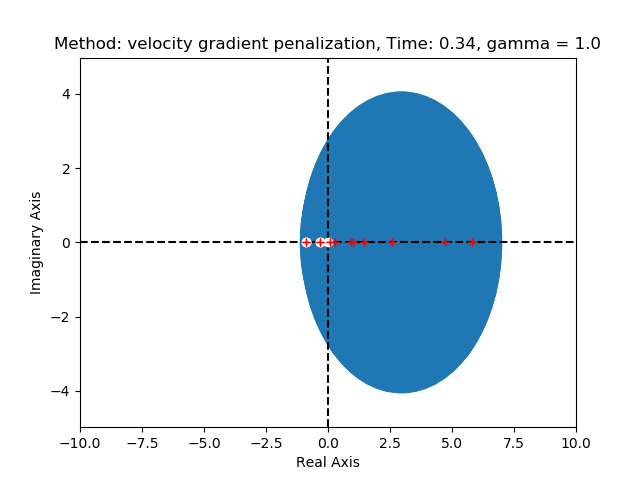 Method: velocity gradient penalization, Time: 0.34, gamma = 1.0
4
2
0
−2
−4
Imaginary Axis
−10.0 −7.5 −5.0 −2.5 0.0 2.5 5.0 7.5 10.0
Real Axis